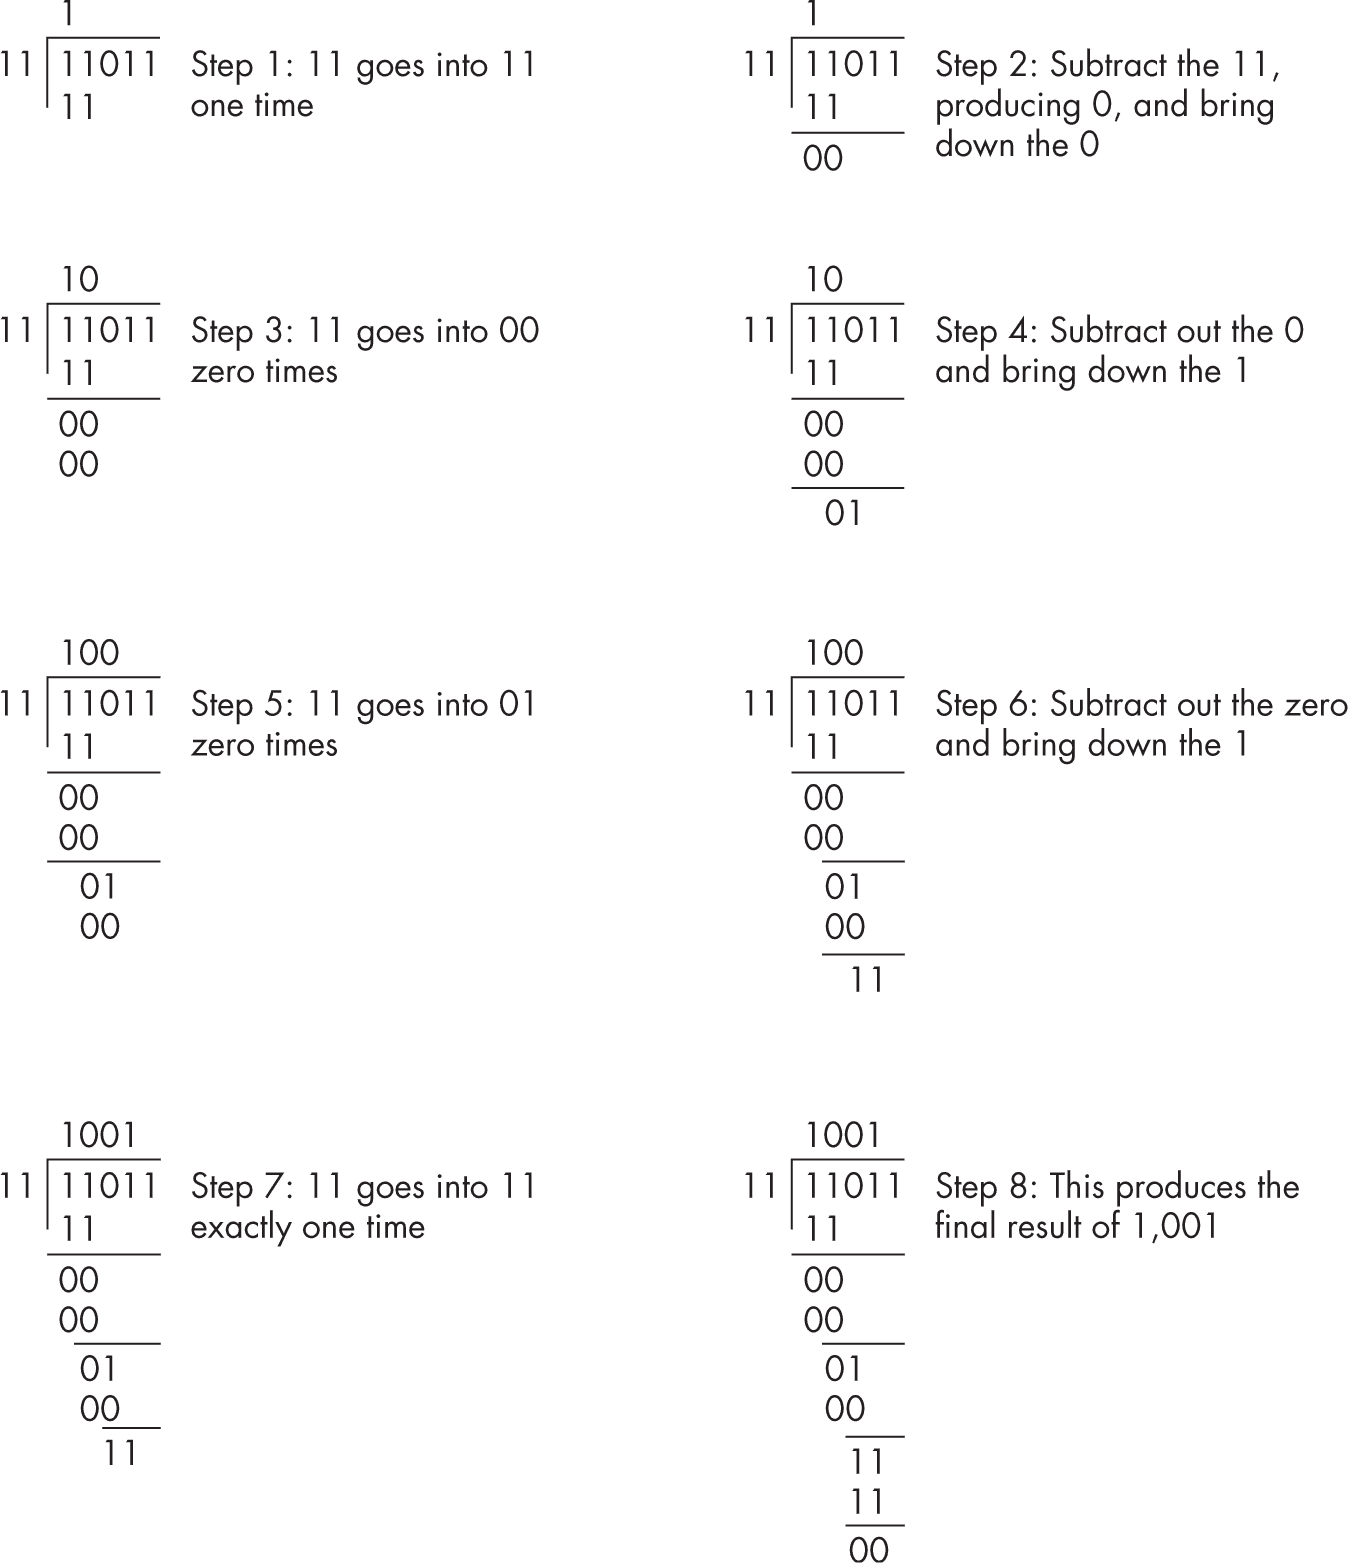 1
11 11011 Step 1: 11 goes into 11
11 one time
1
11 11011 Step 2: Subtract the 11,
11 producing 0, and bring
00 down the 0
10
11 11011 Step 3: 11 goes into 00
11 zero times
00
00
10
11 11011 Step 4: Subtract out the 0
11 and bring down the 1
00
00
01
100
11 11011 Step 5: 11 goes into 01
11 zero times
00
00
01
00
100
11 11011 Step 6: Subtract out the zero
11 and bring down the 1
00
00
01
00
11
1001
11 11011 Step 7: 11 goes into 11
11 exactly one time
00
00
01
00
11
1001
11 11011 Step 8: This produces the
11 final result of 1,001
00
00
01
00
11
11
00